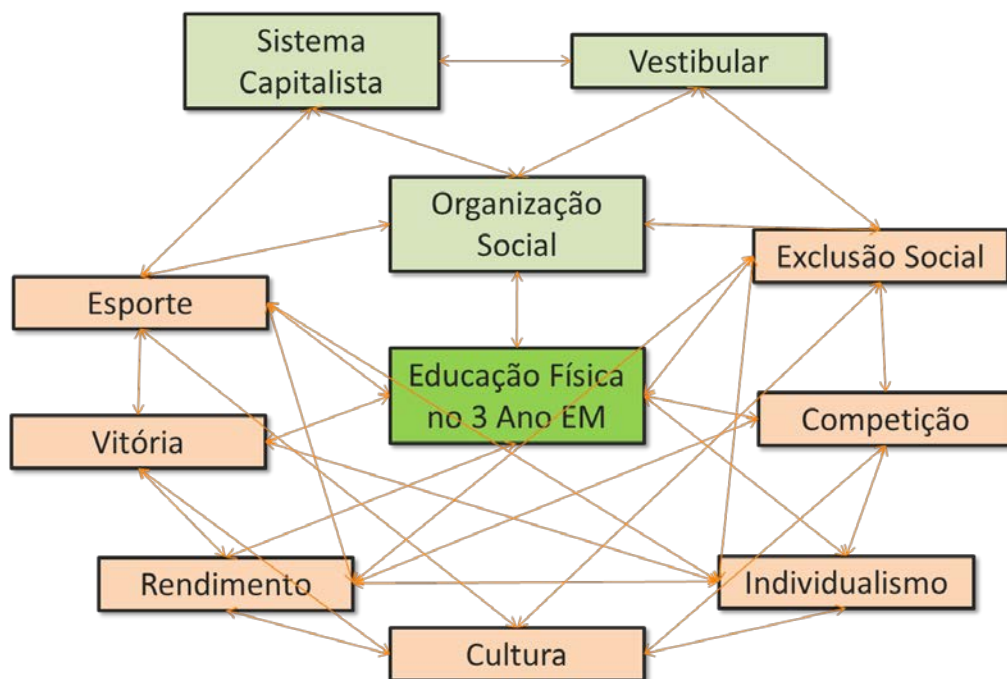 Sistema
Capitalista
Vestibular
Organização
Social
Exclusão Social
Esporte
Educação Física
no 3 Ano EM
Competição
Vitória
Rendimento
Individualismo
Cultura